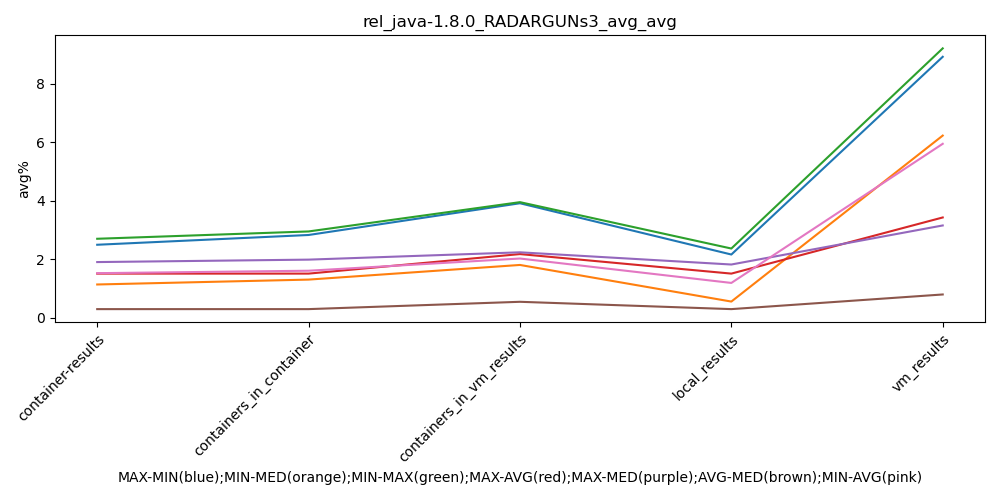 rel_java-1.8.0_RADARGUNs3_avg_avg
avg%
8
6
4
2
0
container-results
containers_in_container
containers_in_vm_results
local_results
vm_results
MAX-MIN(blue);MIN-MED(orange);MIN-MAX(green);MAX-AVG(red);MAX-MED(purple);AVG-MED(brown);MIN-AVG(pink)